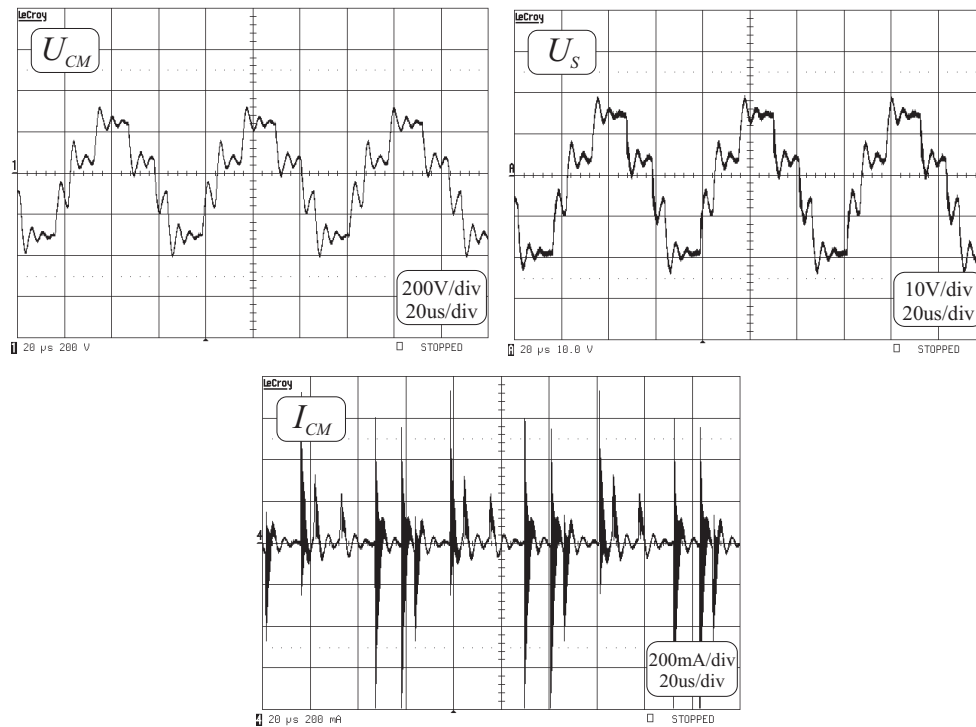 LeCroy
U_CM
1
200V/div
20us/div
1 20 µs 200 V
STOPPED
LeCroy
U_S
A
10V/div
20us/div
A 20 µs 10.0 V
STOPPED
LeCroy
I_CM
4
200mA/div
20us/div
4 20 µs 200 mA
STOPPED